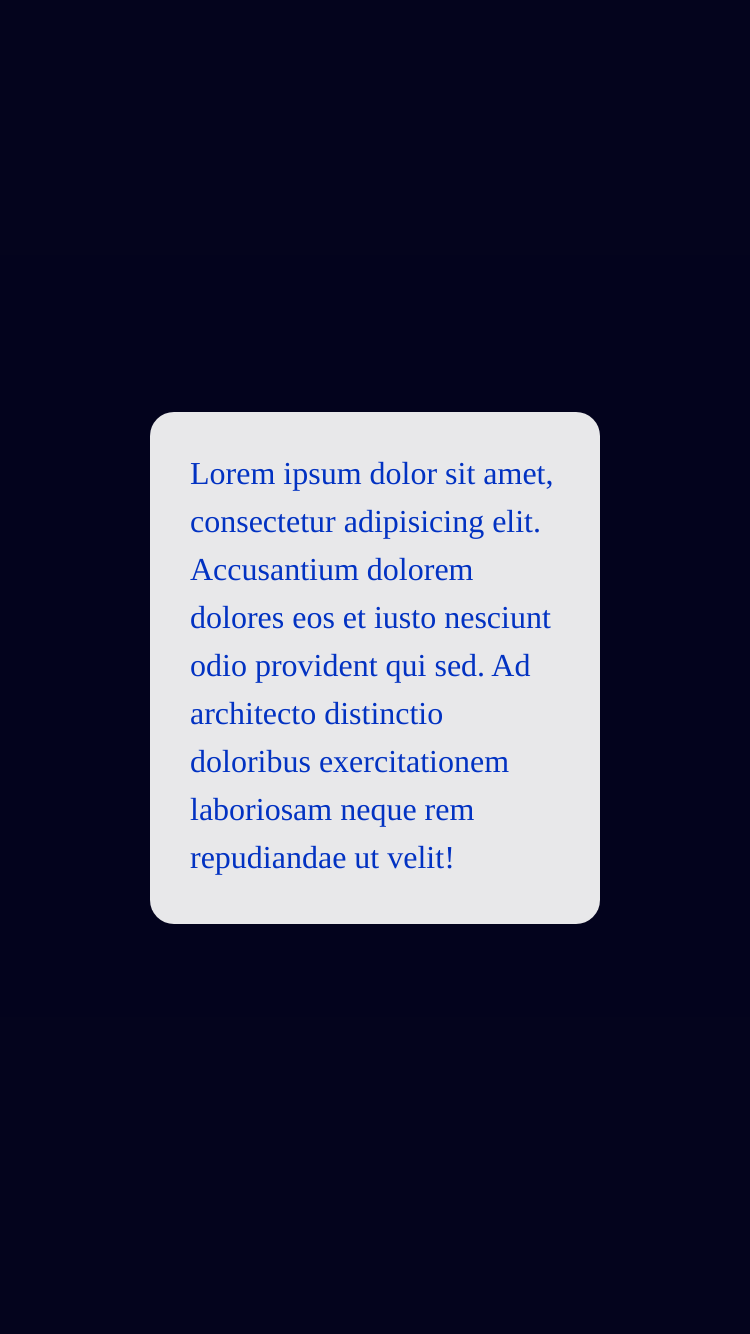 Lorem ipsum dolor sit amet,
consectetur adipisicing elit.
Accusantium dolorem
dolores eos et iusto nesciunt
odio provident qui sed. Ad
architecto distinctio
doloribus exercitationem
laboriosam neque rem
repudiandae ut velit!